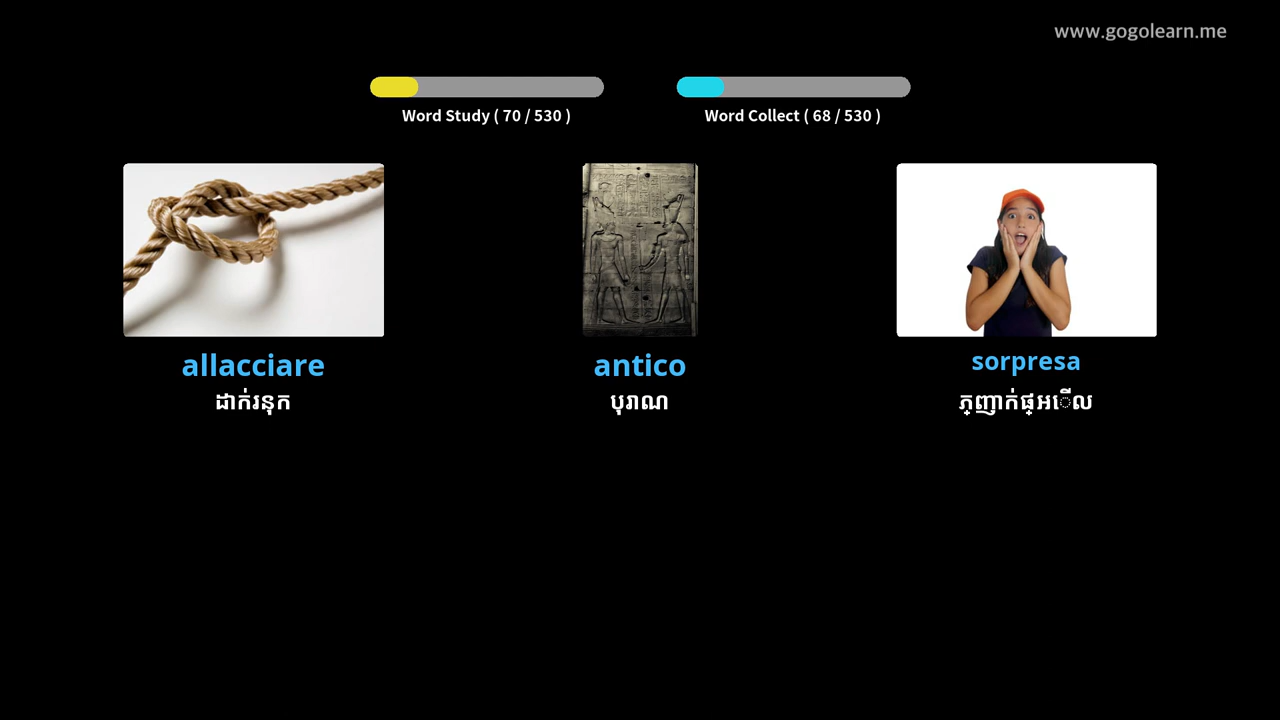 www.gogolearn.me
Word Study ( 70 / 530 )
Word Collect ( 68 / 530 )
allacciare
antico
sorpresa
ដាក់រនុក
បុរាណ
ភ្ញាក់ផ្អើល